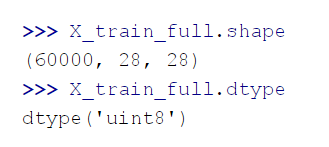 >>> X_train_full.shape
(60000, 28, 28)
>>> X_train_full.dtype
dtype('uint8')